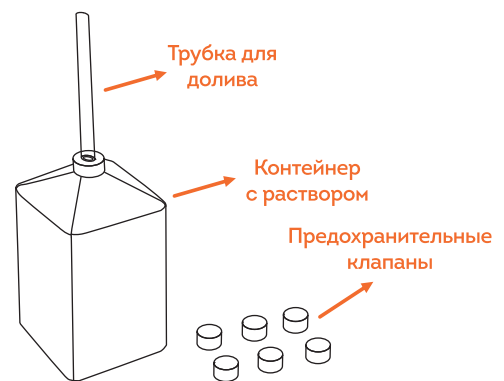 Трубка для
долива
Контейнер
с раствором
Предохранительные
клапаны